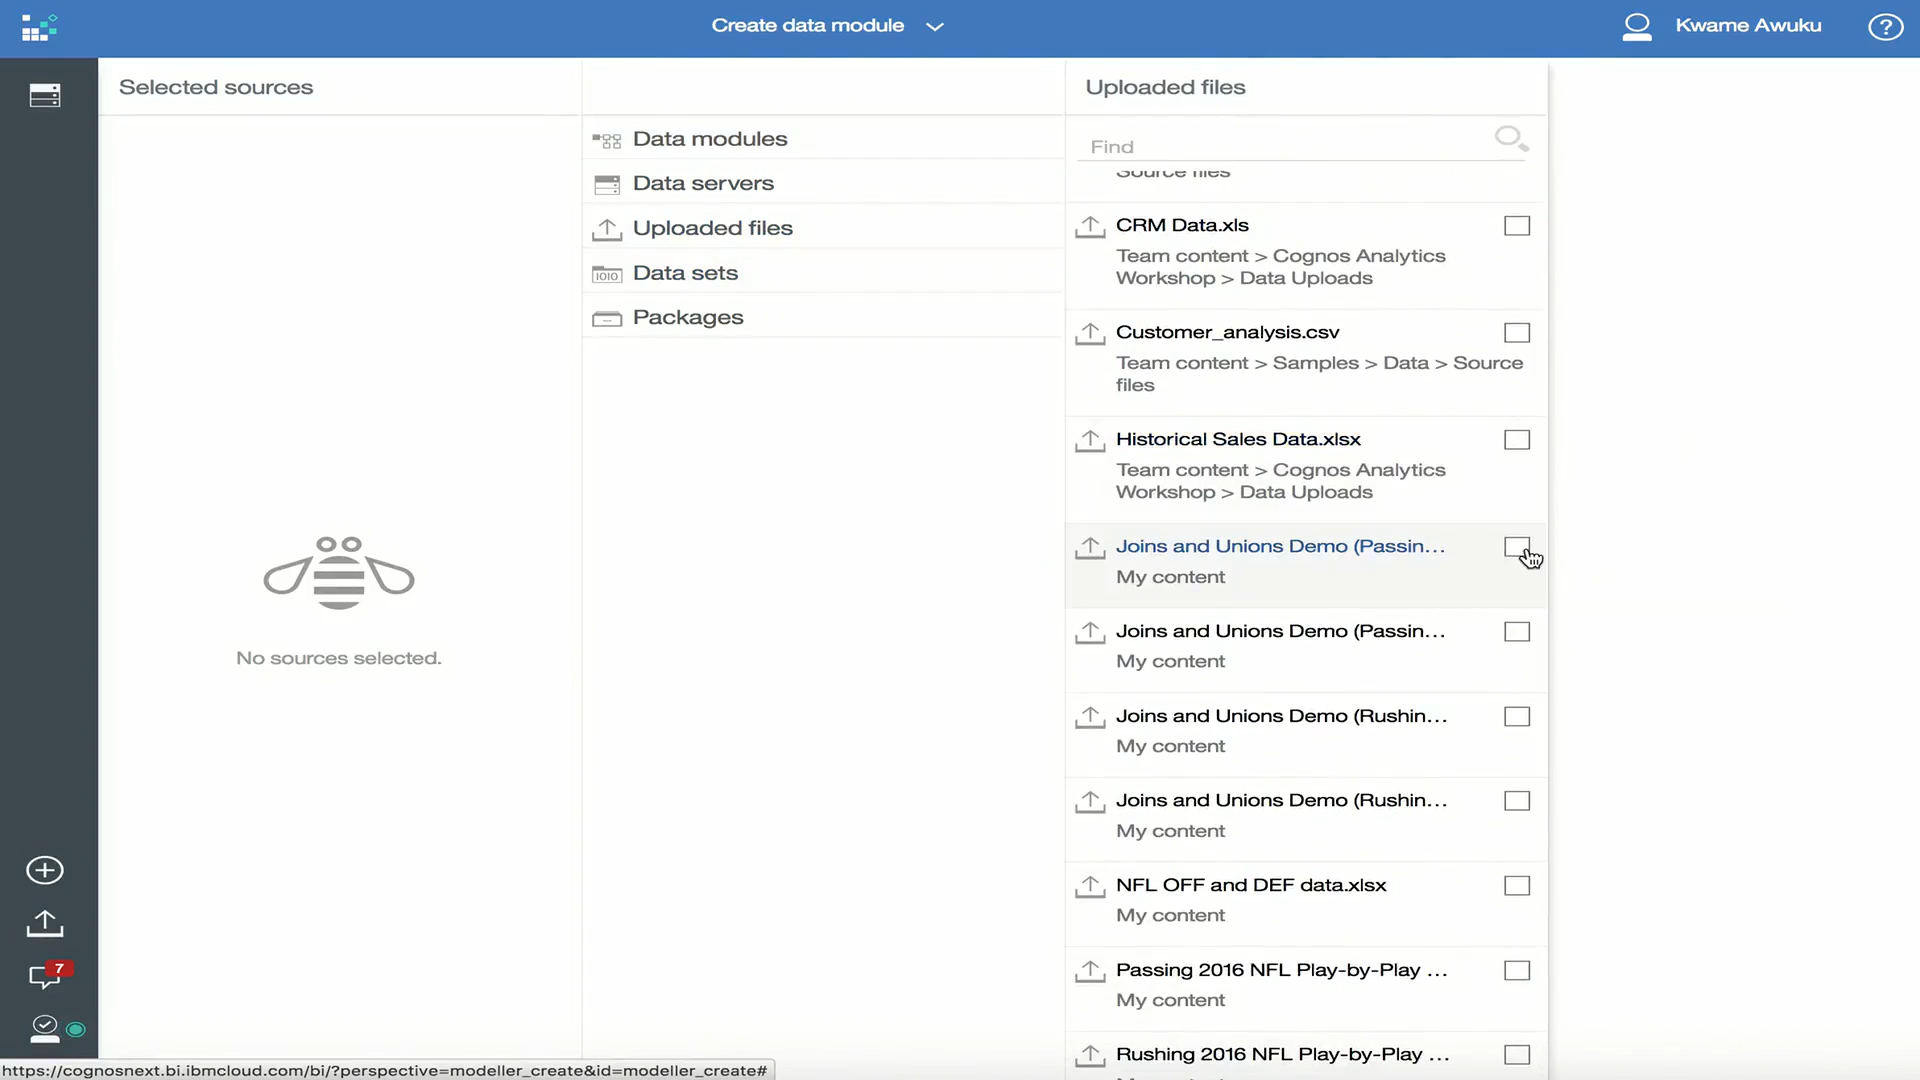 Create data module
Kwame Awuku
?
Selected sources
Uploaded files
Data modules
Find
Source files
Data servers
CRM Data.xls
Uploaded files
Team content > Cognos Analytics
Workshop > Data Uploads
1010
Data sets
Packages
Customer_analysis.csv
Team content > Samples > Data > Source
files
Historical Sales Data.xlsx
Team content > Cognos Analytics
Workshop > Data Uploads
Joins and Unions Demo (Passin...
My content
Joins and Unions Demo (Passin...
My content
No sources selected.
Joins and Unions Demo (Rushin...
My content
Joins and Unions Demo (Rushin...
My content
NFL OFF and DEF data.xlsx
My content
Passing 2016 NFL Play-by-Play ...
My content
7
Rushing 2016 NFL Play-by-Play ...
https://cognosnext.bi.ibmcloud.com/bi/?perspective=modeller_create&id=modeller_create#